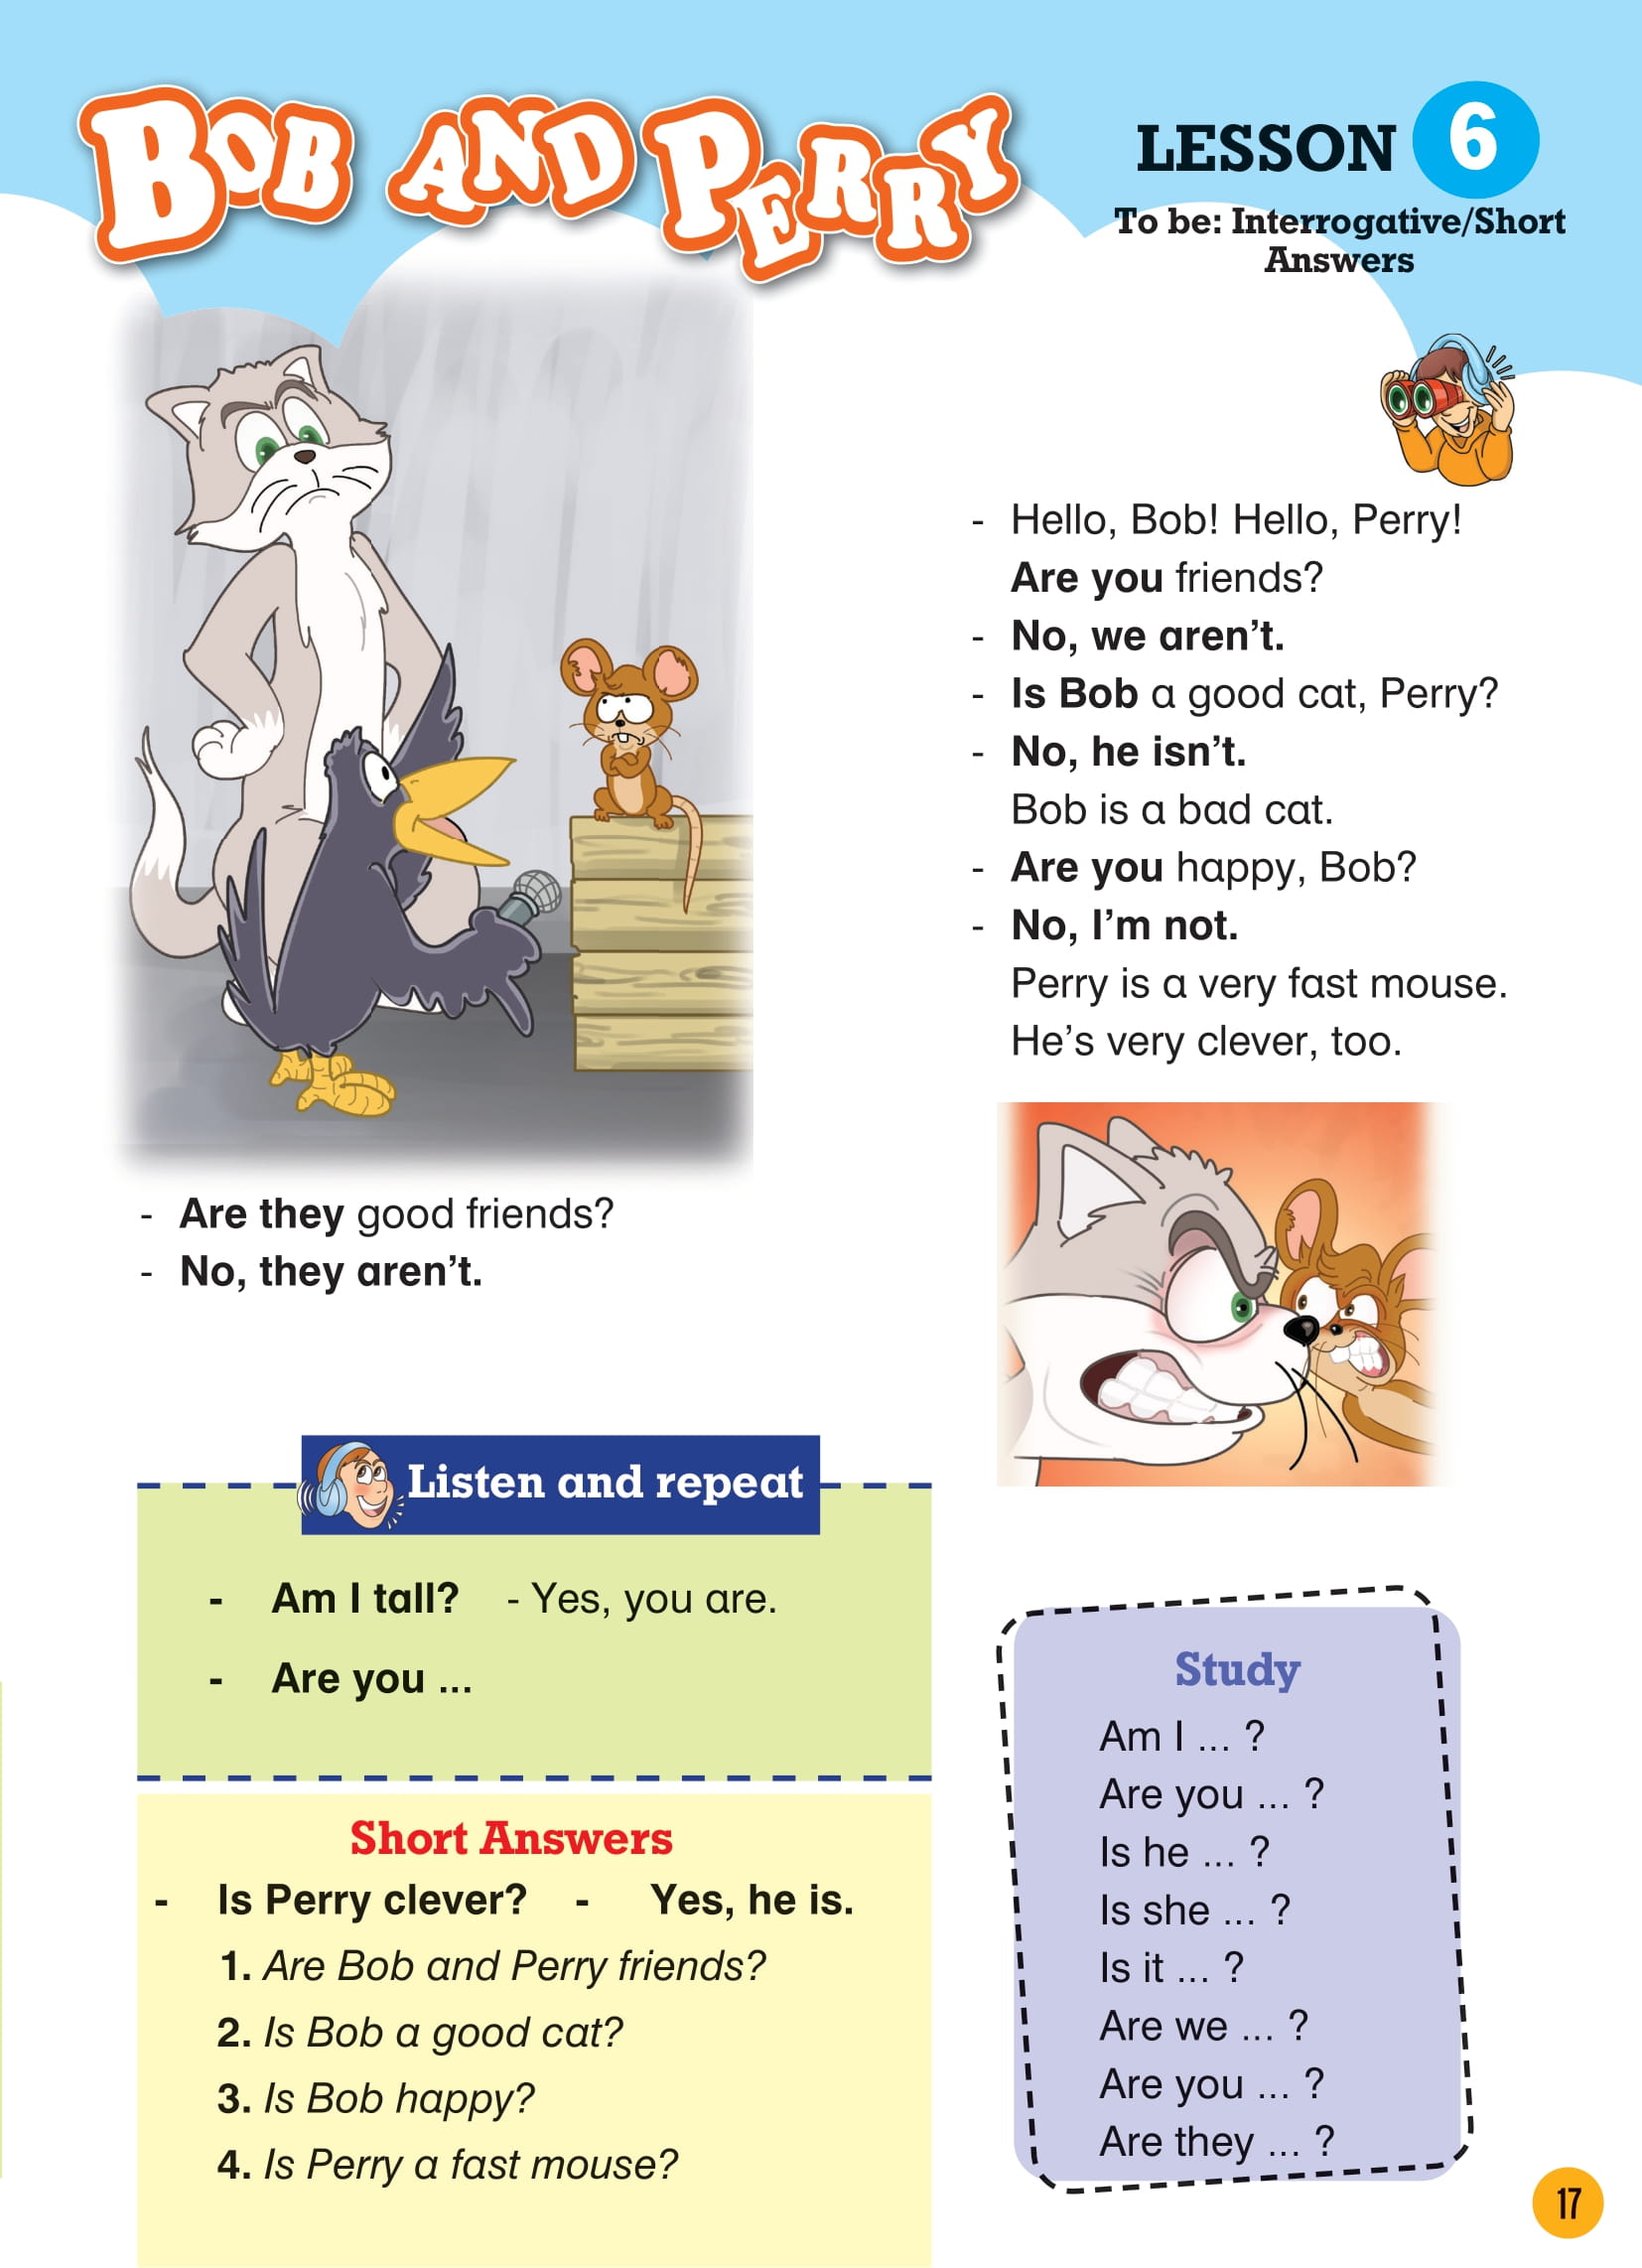 BOB AND PERRY
LESSON 6
To be: Interrogative/Short
Answers
- Hello, Bob! Hello, Perry!
Are you friends?
- No, we aren't.
- Is Bob a good cat, Perry?
- No, he isn't.
Bob is a bad cat.
- Are you happy, Bob?
- No, I'm not.
Perry is a very fast mouse.
He's very clever, too.
- Are they good friends?
- No, they aren't.
Listen and repeat
- Am I tall? - Yes, you are.
- Are you ...
Short Answers
- Is Perry clever? - Yes, he is.
1. Are Bob and Perry friends?
2. Is Bob a good cat?
3. Is Bob happy?
4. Is Perry a fast mouse?
Study
Am I ... ?
Are you ... ?
Is he ... ?
Is she ... ?
Is it ... ?
Are we ... ?
Are you ... ?
Are they ... ?
17